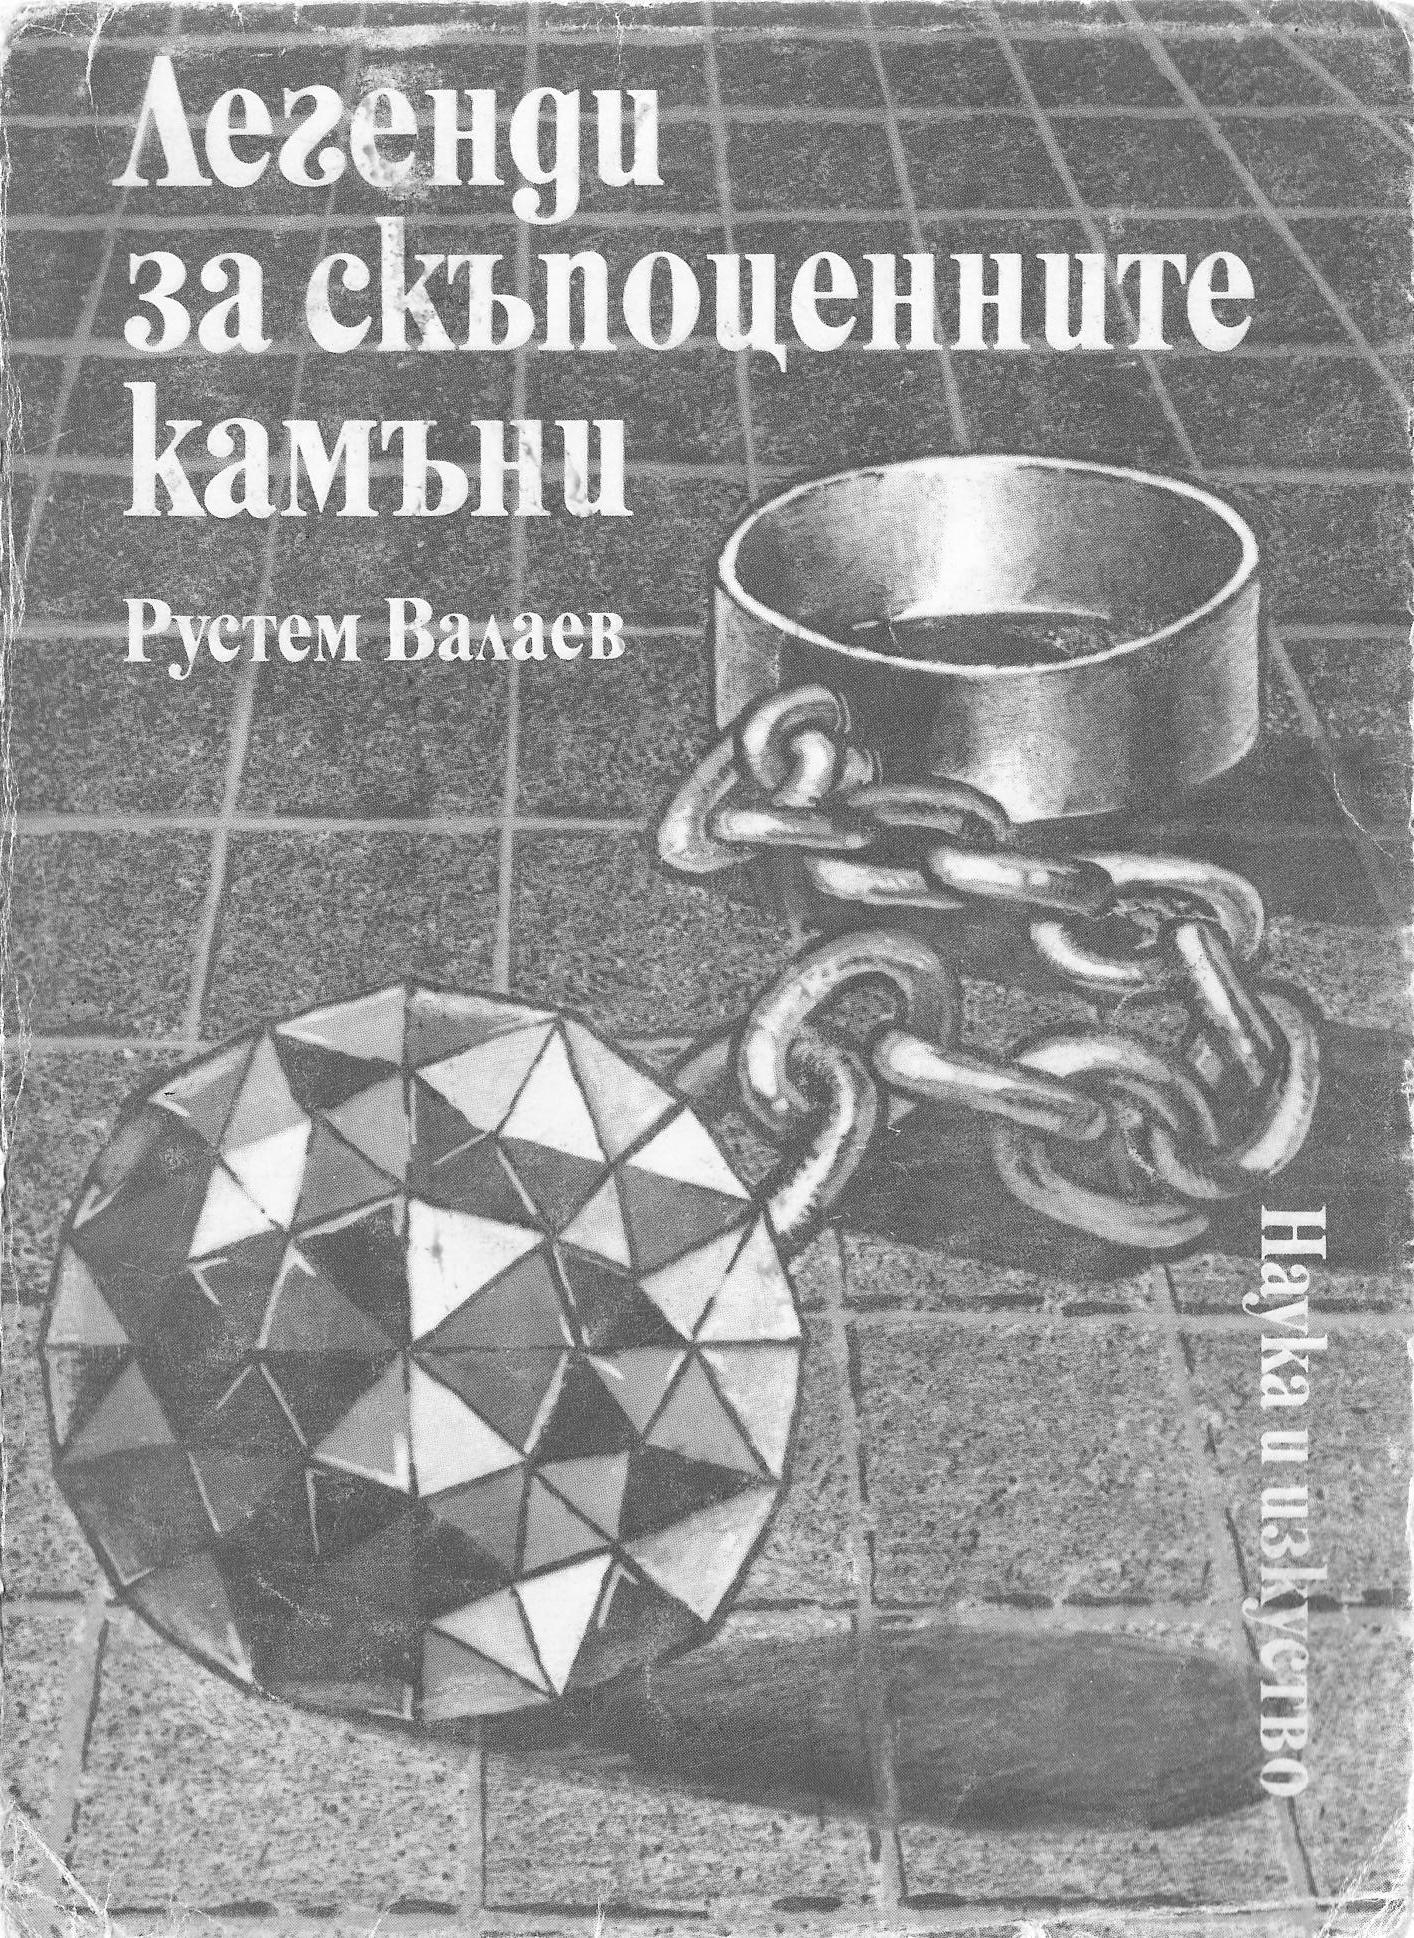 Легенди
за скъпоценните
камъни
Рустем Валаев
Наука и изкуство